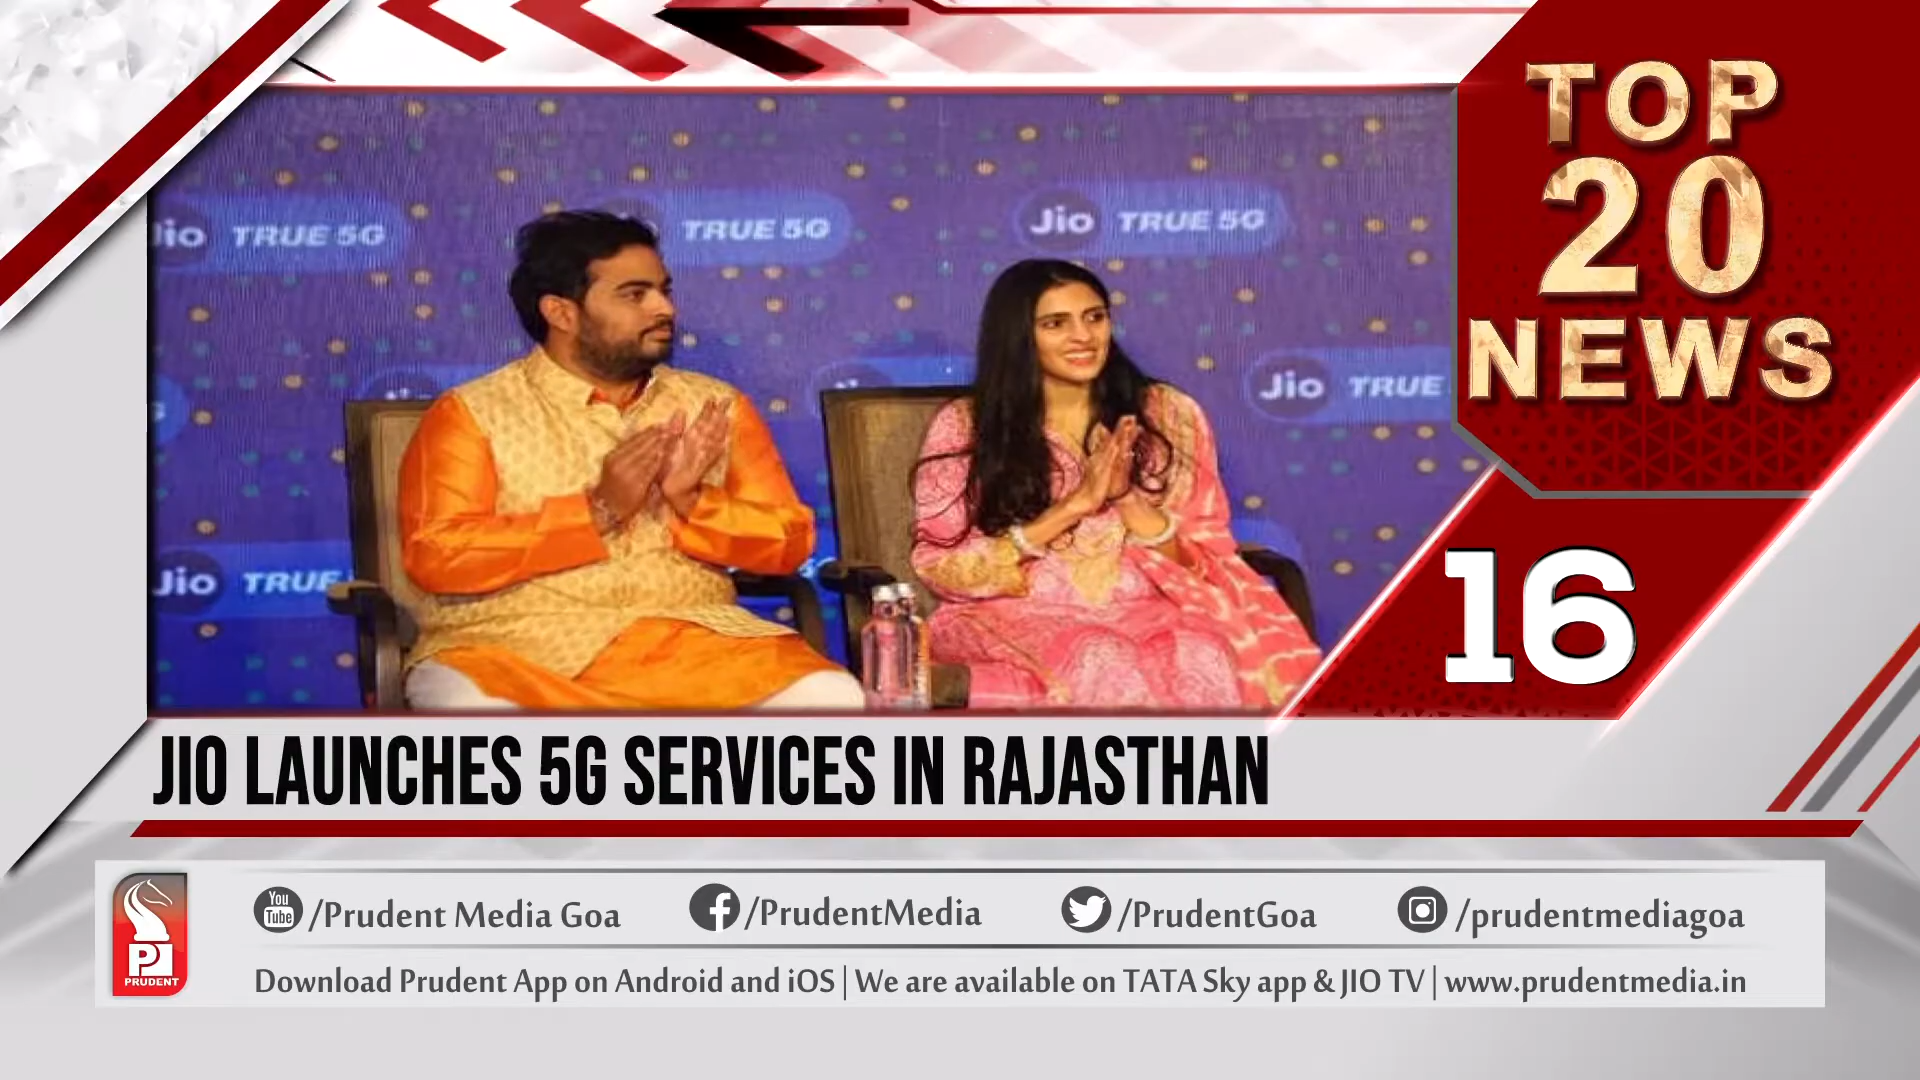 TOP
20
NEWS
Jio TRUE 5G
TRUE 5G
Jio TRUE 5G
Jio TRUE
Jio TRUE
16
JIO LAUNCHES 5G SERVICES IN RAJASTHAN
You Tube /Prudent Media Goa f /PrudentMedia /PrudentGoa /prudentmediagoa
PRUDENT
Download Prudent App on Android and iOS | We are available on TATA Sky app & JIO TV | www.prudentmedia.in